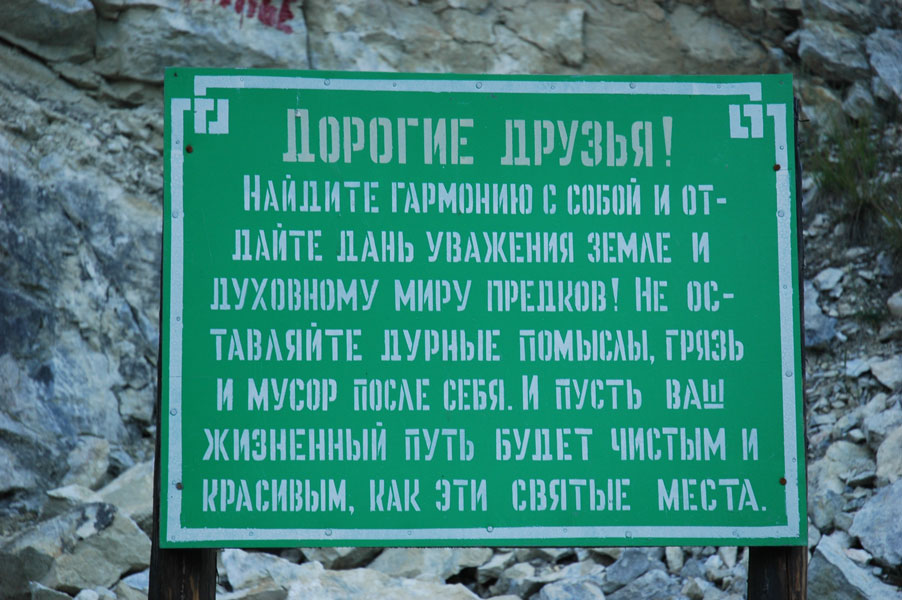 ДОРОГИЕ ДРУЗЬЯ!
НАЙДИТЕ ГАРМОНИЮ С СОБОЙ И ОТ-
ДАЙТЕ ДАНЬ УВАЖЕНИЯ ЗЕМЛЕ И
ДУХОВНОМУ МИРУ ПРЕДКОВ! НЕ ОС-
ТАВЛЯЙТЕ ДУРНЫЕ ПОМЫСЛЫ, ГРЯЗЬ
И МУСОР ПОСЛЕ СЕБЯ. И ПУСТЬ ВАШ
ЖИЗНЕННЫЙ ПУТЬ БУДЕТ ЧИСТЫМ И
КРАСИВЫМ, КАК ЭТИ СВЯТЫЕ МЕСТА.